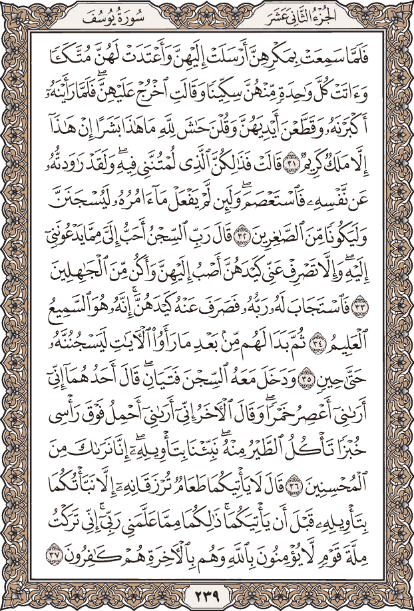 الجزء الثاني عشر
سورة يوسف
فَلَمَّا سَمِعَتْ بِمَكْرِهِنَّ أَرْسَلَتْ إِلَيْهِنَّ وَأَعْتَدَتْ لَهُنَّ مُتَّكَـًٔا
وَءَاتَتْ كُلَّ وَٰحِدَةٍ مِّنْهُنَّ سِكِّينًا وَقَالَتِ ٱخْرُجْ عَلَيْهِنَّ ۖ فَلَمَّا رَأَيْنَهُۥٓ
أَكْبَرْنَهُۥ وَقَطَّعْنَ أَيْدِيَهُنَّ وَقُلْنَ حَـٰشَ لِلَّهِ مَا هَـٰذَا بَشَرًا إِنْ هَـٰذَآ
إِلَّا مَلَكٌ كَرِيمٌ ٣١ قَالَتْ فَذَٰلِكُنَّ ٱلَّذِى لُمْتُنَّنِى فِيهِ ۖ وَلَقَدْ رَٰوَدتُّهُۥ
عَن نَّفْسِهِۦ فَٱسْتَعْصَمَ ۖ وَلَئِن لَّمْ يَفْعَلْ مَآ ءَامُرُهُۥ لَيُسْجَنَنَّ
وَلَيَكُونًا مِّنَ ٱلصَّـٰغِرِينَ ٣٢ قَالَ رَبِّ ٱلسِّجْنُ أَحَبُّ إِلَىَّ مِمَّا يَدْعُونَنِىٓ
إِلَيْهِ ۖ وَإِلَّا تَصْرِفْ عَنِّى كَيْدَهُنَّ أَصْبُ إِلَيْهِنَّ وَأَكُن مِّنَ ٱلْجَـٰهِلِينَ
٣٣ فَٱسْتَجَابَ لَهُۥ رَبُّهُۥ فَصَرَفَ عَنْهُ كَيْدَهُنَّ ۚ إِنَّهُۥ هُوَ ٱلسَّمِيعُ
ٱلْعَلِيمُ ٣٤ ثُمَّ بَدَا لَهُم مِّنۢ بَعْدِ مَا رَأَوُا۟ ٱلْـَٔايَـٰتِ لَيَسْجُنُنَّهُۥ
حَتَّىٰ حِينٍ ٣٥ وَدَخَلَ مَعَهُ ٱلسِّجْنَ فَتَيَانِ ۖ قَالَ أَحَدُهُمَآ إِنِّىٓ
أَرَىٰنِىٓ أَعْصِرُ خَمْرًا ۖ وَقَالَ ٱلْـَٔاخَرُ إِنِّىٓ أَرَىٰنِىٓ أَحْمِلُ فَوْقَ رَأْسِى
خُبْزًا تَأْكُلُ ٱلطَّيْرُ مِنْهُ ۖ نَبِّئْنَا بِتَأْوِيلِهِۦٓ ۖ إِنَّا نَرَىٰكَ مِنَ
ٱلْمُحْسِنِينَ ٣٦ قَالَ لَا يَأْتِيكُمَا طَعَامٌ تُرْزَقَانِهِۦٓ إِلَّا نَبَّأْتُكُمَا
بِتَأْوِيلِهِۦ قَبْلَ أَن يَأْتِيَكُمَا ۚ ذَٰلِكُمَا مِمَّا عَلَّمَنِى رَبِّىٓ ۚ إِنِّى تَرَكْتُ
مِلَّةَ قَوْمٍ لَّا يُؤْمِنُونَ بِٱللَّهِ وَهُم بِٱلْـَٔاخِرَةِ هُمْ كَـٰفِرُونَ ٣٧
٢٣٩